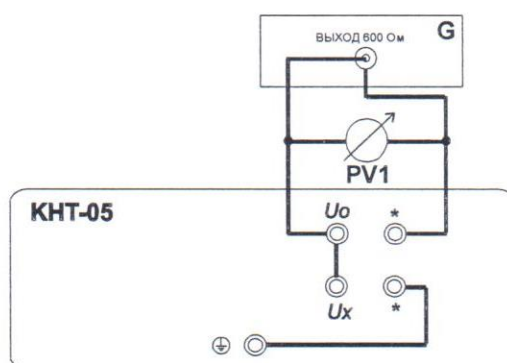 G
ВЫХОД 600 Ом
PV1
КНТ-05
Uo *
Ux *